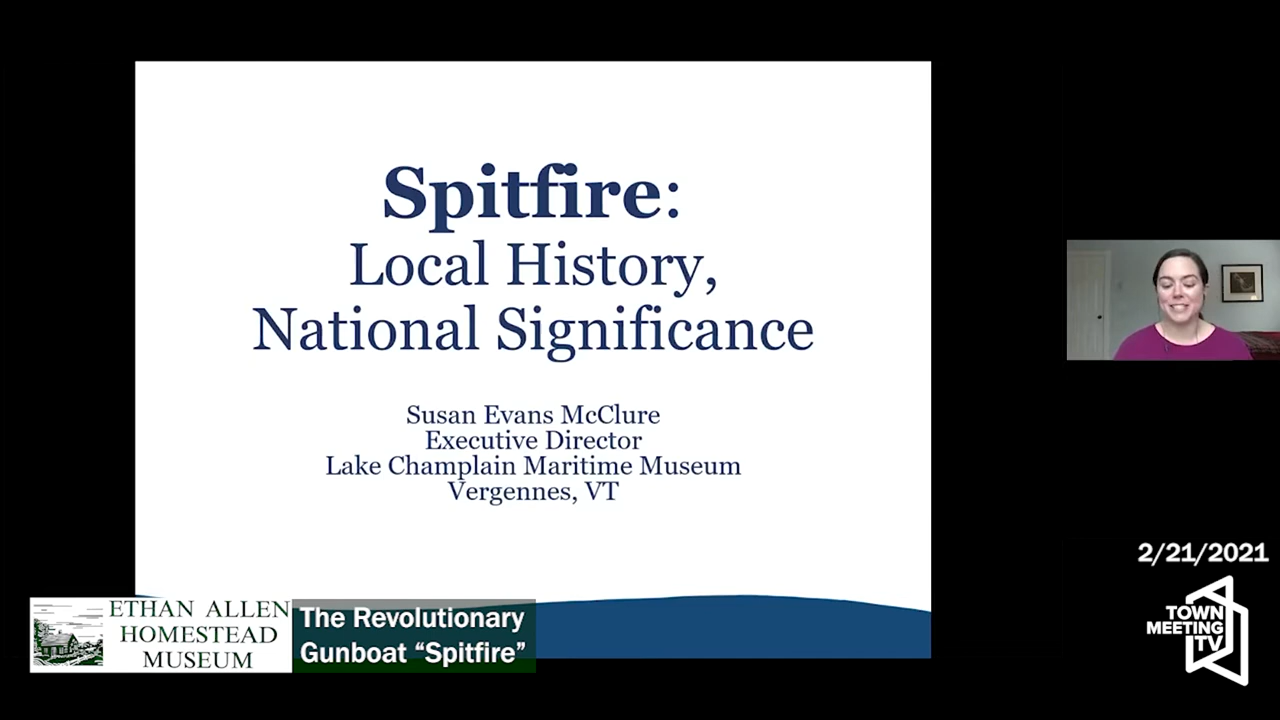 Spitfire:
Local History,
National Significance
Susan Evans McClure
Executive Director
Lake Champlain Maritime Museum
Vergennes, VT
2/21/2021
TOWN
MEETING
TV
ETHAN ALLEN
HOMESTEAD
MUSEUM
The Revolutionary
Gunboat “Spitfire”